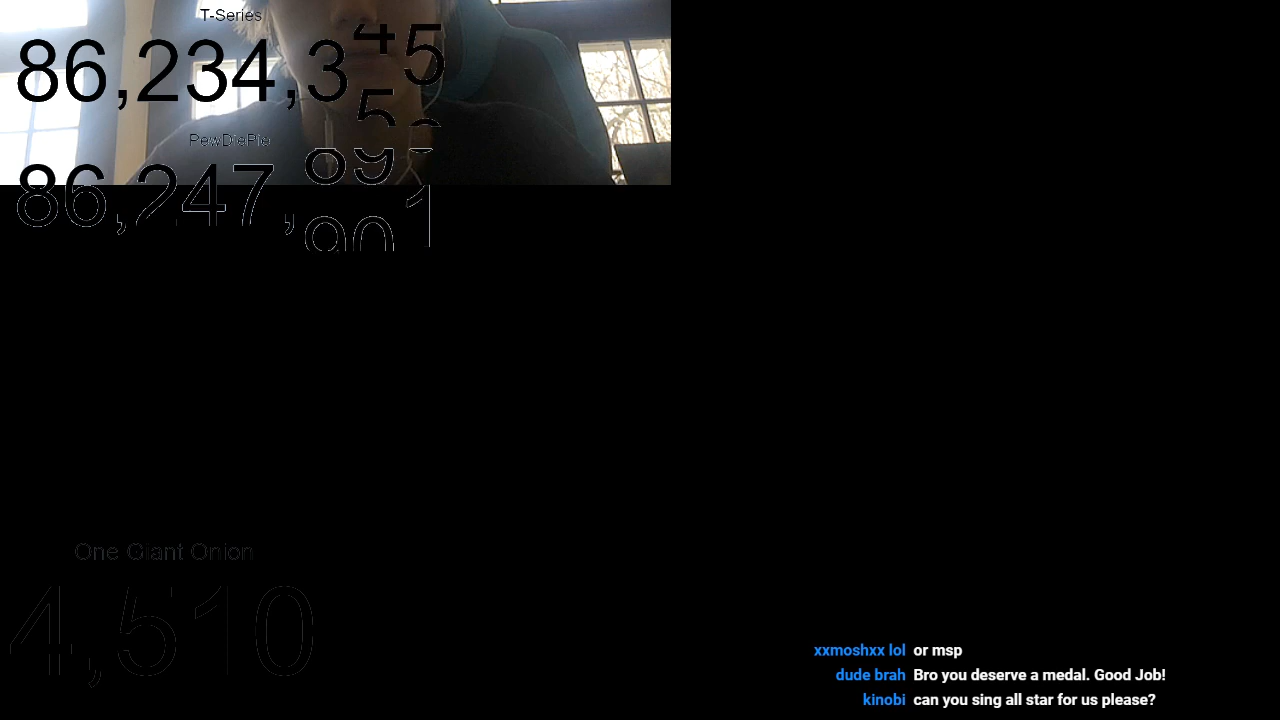 T-Series
86,234,3
PewDiePie
86,247,
One Giant Onion
4,510
xxmoshxx lol or msp
dude brah Bro you deserve a medal. Good Job!
kinobi can you sing all star for us please?